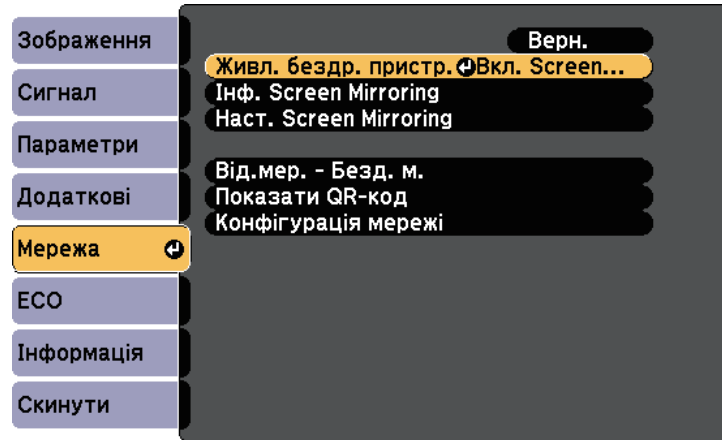 Зображення
Сигнал
Параметри
Додаткові
Мережа
ECO
Інформація
Скинути
Верн.
Живл. бездр. пристр. Вкл. Screen...
Інф. Screen Mirroring
Наст. Screen Mirroring
Від.мер. - Безд. м.
Показати QR-код
Конфігурація мережі